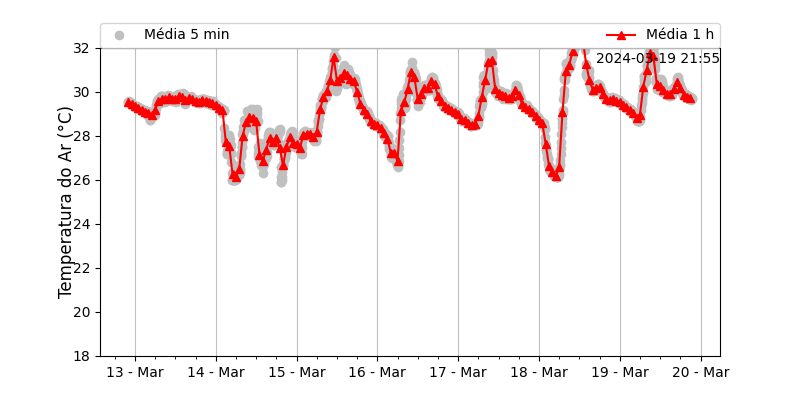 Média 5 min
Média 1 h
2024-03-19 21:55
Temperatura do Ar (°C)
32
30
28
26
24
22
20
18
13 - Mar
14 - Mar
15 - Mar
16 - Mar
17 - Mar
18 - Mar
19 - Mar
20 - Mar